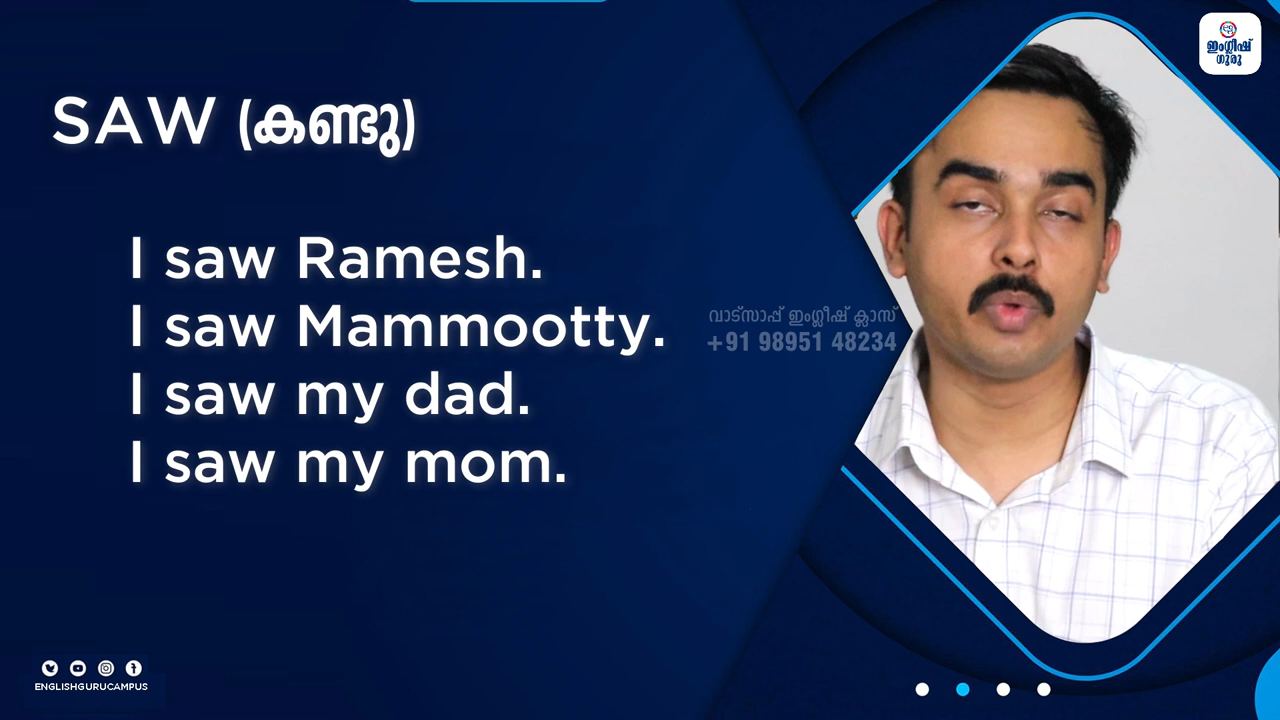 SAW (കണ്ടു)
I saw Ramesh.
I saw Mammootty.
I saw my dad.
I saw my mom.
വാട്സാപ്പ് ഇംഗ്ലീഷ് ക്ലാസ്
+91 98951 48234
ഇംഗ്ലീഷ്
ഗുരു
ENGLISHGURUCAMPUS